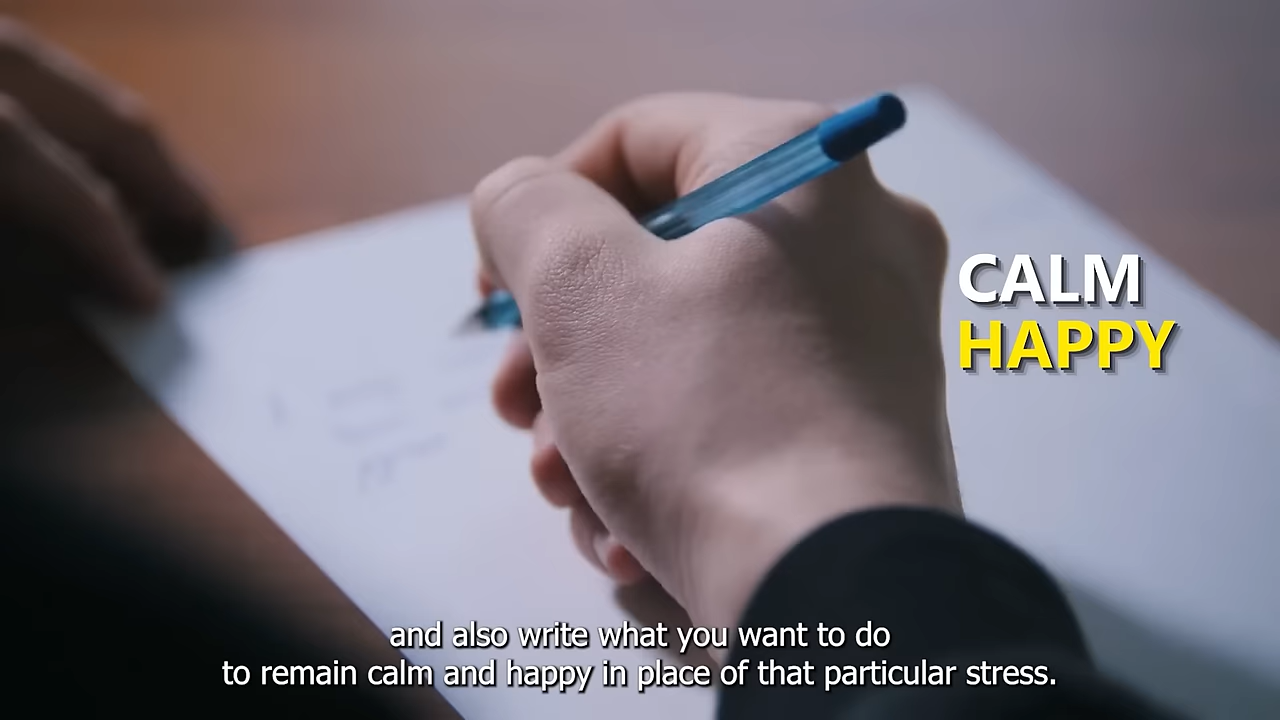 CALM
HAPPY
and also write what you want to do
to remain calm and happy in place of that particular stress.